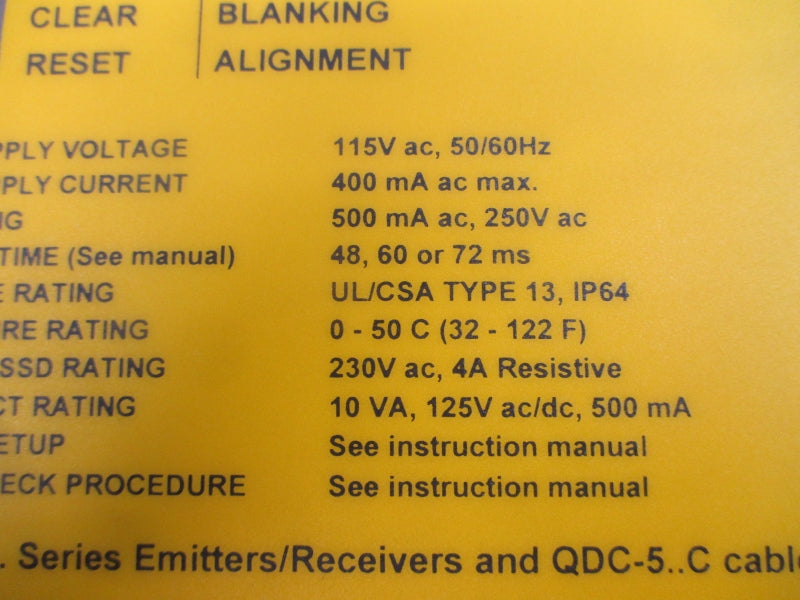 CLEAR BLANKING
RESET ALIGNMENT
PPLY VOLTAGE 115V ac, 50/60Hz
PPLY CURRENT 400 mA ac max.
NG 500 mA ac, 250V ac
TIME (See manual) 48, 60 or 72 ms
E RATING UL/CSA TYPE 13, IP64
RE RATING 0 - 50 C (32 - 122 F)
SSD RATING 230V ac, 4A Resistive
CT RATING 10 VA, 125V ac/dc, 500 mA
ETUP See instruction manual
ECK PROCEDURE See instruction manual
. Series Emitters/Receivers and QDC-5..C cable